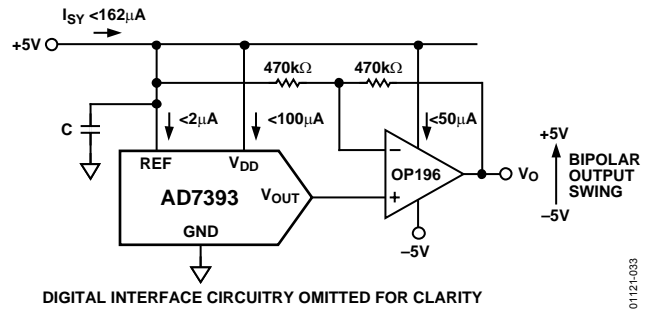 ISY <162µA
+5V
470kΩ 470kΩ
C
<2µA <100µA <50µA
REF VDD
AD7393
VOUT
GND
−
+
OP196
VO
−5V
+5V
BIPOLAR
OUTPUT
SWING
−5V
DIGITAL INTERFACE CIRCUITRY OMITTED FOR CLARITY
01121-033